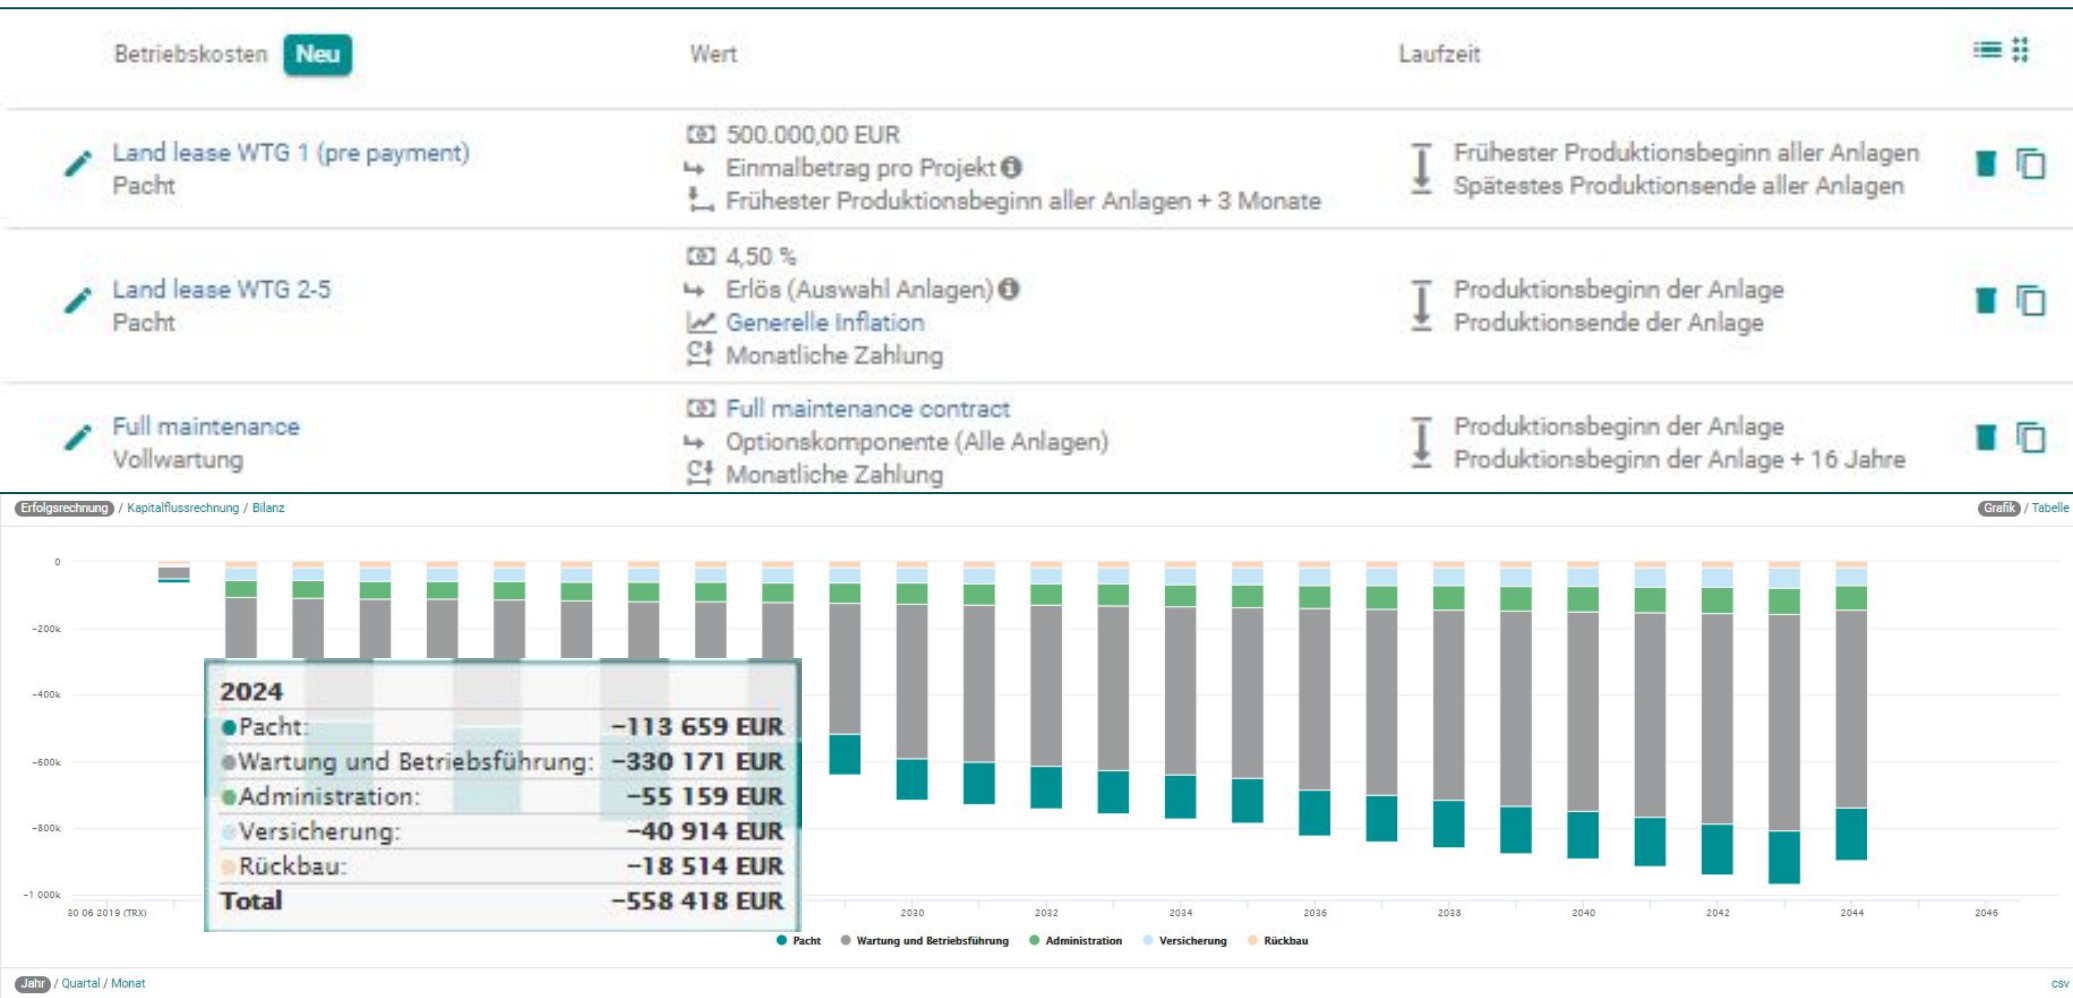 Betriebskosten Neu Wert Laufzeit
Land lease WTG 1 (pre payment)
Pacht
500.000,00 EUR
Einmalbetrag pro Projekt
Frühester Produktionsbeginn aller Anlagen + 3 Monate
Frühester Produktionsbeginn aller Anlagen
Spätestes Produktionsende aller Anlagen
Land lease WTG 2-5
Pacht
4,50 %
Erlös (Auswahl Anlagen)
Generelle Inflation
Monatliche Zahlung
Produktionsbeginn der Anlage
Produktionsende der Anlage
Full maintenance
Vollwartung
Full maintenance contract
Optionskomponente (Alle Anlagen)
Monatliche Zahlung
Produktionsbeginn der Anlage
Produktionsbeginn der Anlage + 16 Jahre
Erfolgsrechnung / Kapitalflussrechnung / Bilanz Grafik / Tabelle
0
-200k
-400k
-600k
-800k
-1 000k
2024
Pacht: -113 659 EUR
Wartung und Betriebsführung: -330 171 EUR
Administration: -55 159 EUR
Versicherung: -40 914 EUR
Rückbau: -18 514 EUR
Total -558 418 EUR
30 06 2019 (TRX) 2030 2032 2034 2036 2038 2040 2042 2044 2046
Pacht Wartung und Betriebsführung Administration Versicherung Rückbau
Jahr / Quartal / Monat csv